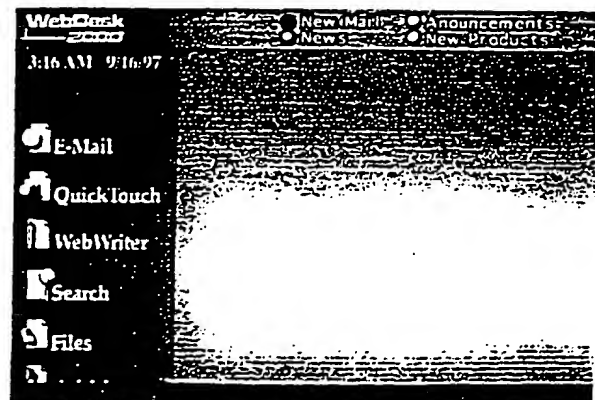 WebDesk
2000
New Mail Anouncements
News New Products
3:16 AM 9:16:97
E-Mail
QuickTouch
WebWriter
Search
Files